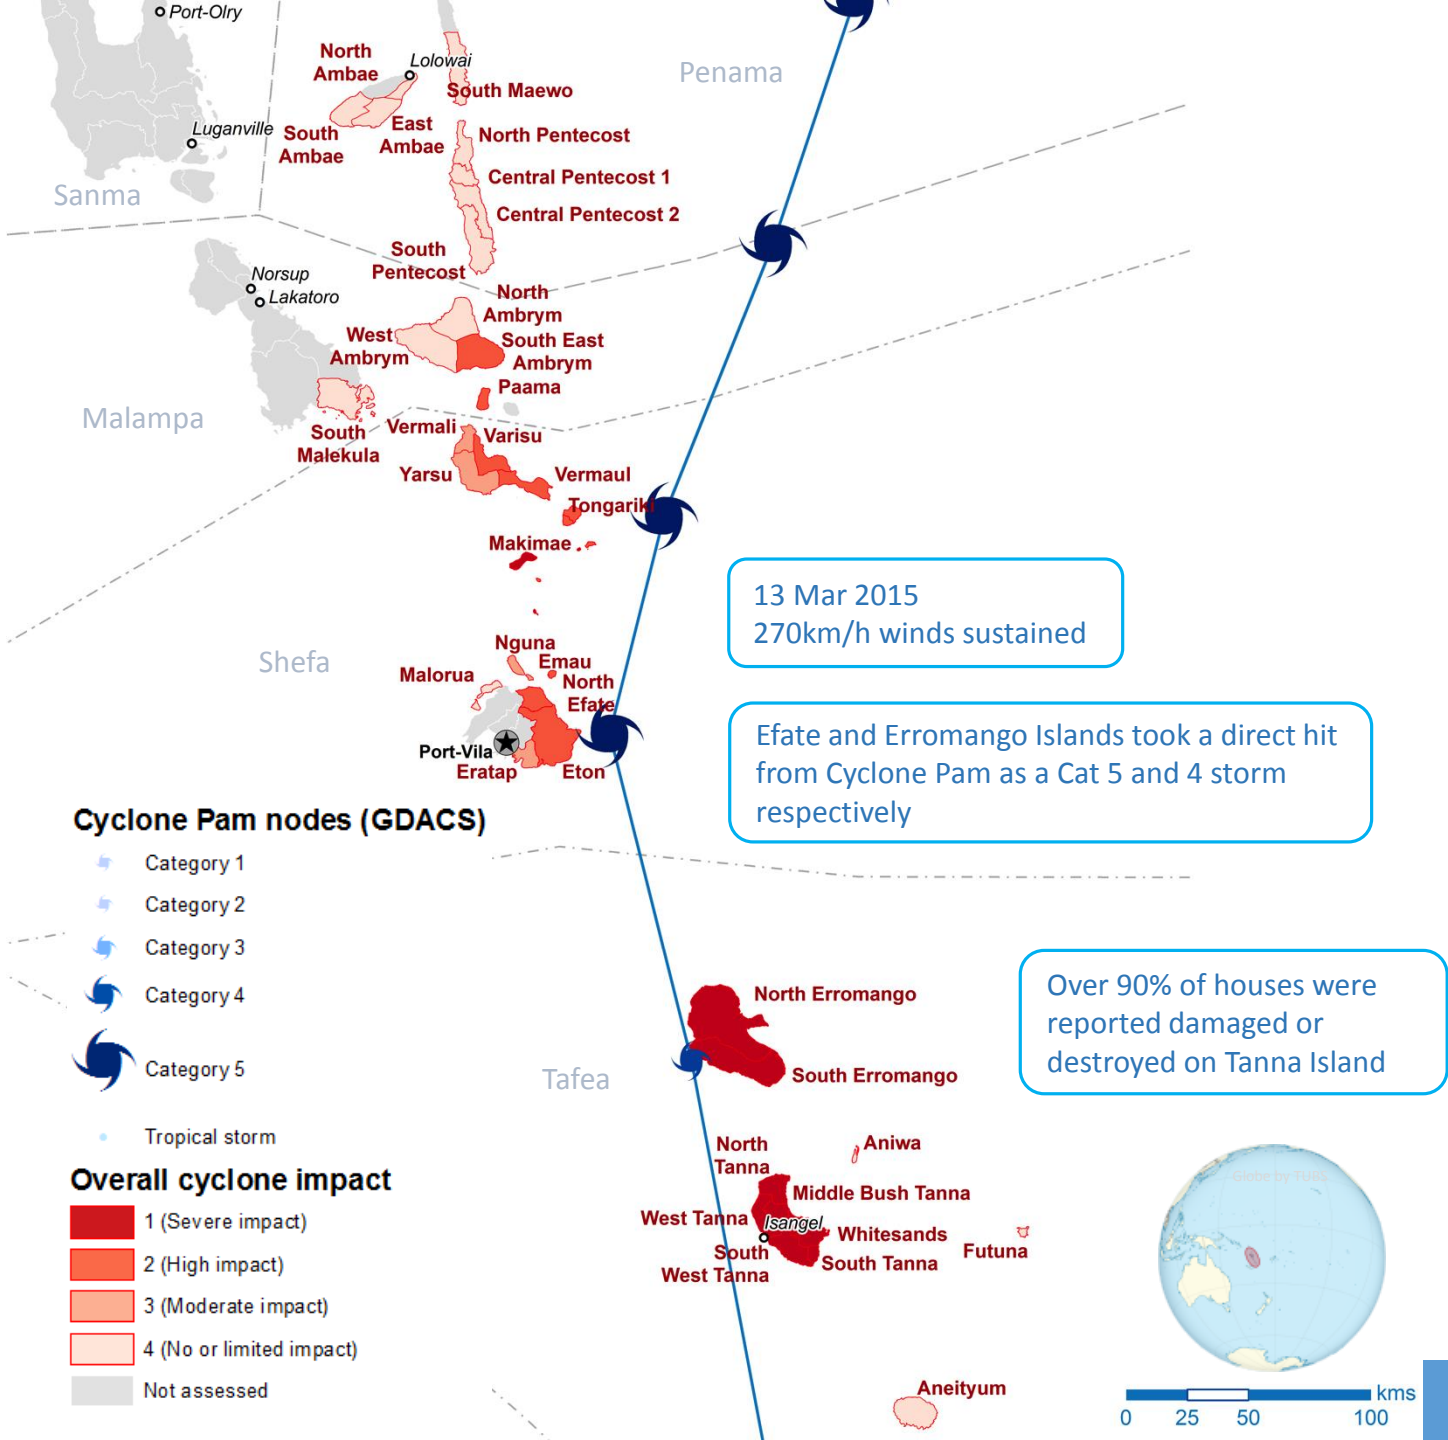 Port-Olry
North
Ambae
Lolowai
Penama
South Maewo
Luganville
South
Ambae
East
Ambae
North Pentecost
Central Pentecost 1
Sanma
Central Pentecost 2
South
Pentecost
Norsup
Lakatoro
North
Ambrym
West
Ambrym
South East
Ambrym
Paama
Malampa
South
Malekula
Vermali
Varisu
Yarsu
Vermaul
Tongariki
Makimae
13 Mar 2015
270km/h winds sustained
Shefa
Nguna
Emau
Malorua
North
Efate
Port-Vila
Eratap
Eton
Efate and Erromango Islands took a direct hit
from Cyclone Pam as a Cat 5 and 4 storm
respectively
Cyclone Pam nodes (GDACS)
Category 1
Category 2
Category 3
Category 4
Category 5
Tropical storm
North Erromango
South Erromango
Tafea
Over 90% of houses were
reported damaged or
destroyed on Tanna Island
North
Tanna
Aniwa
Middle Bush Tanna
West Tanna
Isangel
Whitesands
South
West Tanna
South Tanna
Futuna
Aneityum
Overall cyclone impact
1 (Severe impact)
2 (High impact)
3 (Moderate impact)
4 (No or limited impact)
Not assessed
Globe by TUBS
kms
0 25 50 100